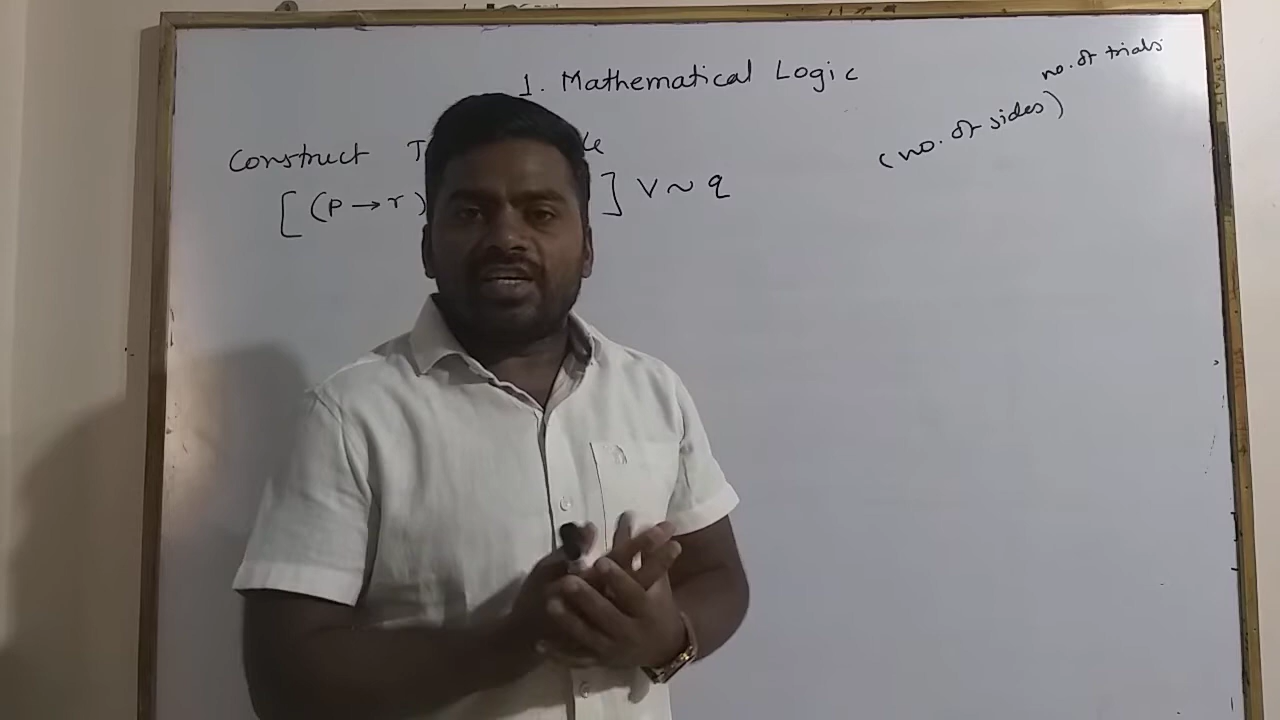 1. Mathematical Logic
no. of trials
(no. of sides)
Construct
[(p→r) ] ∨ ~ q